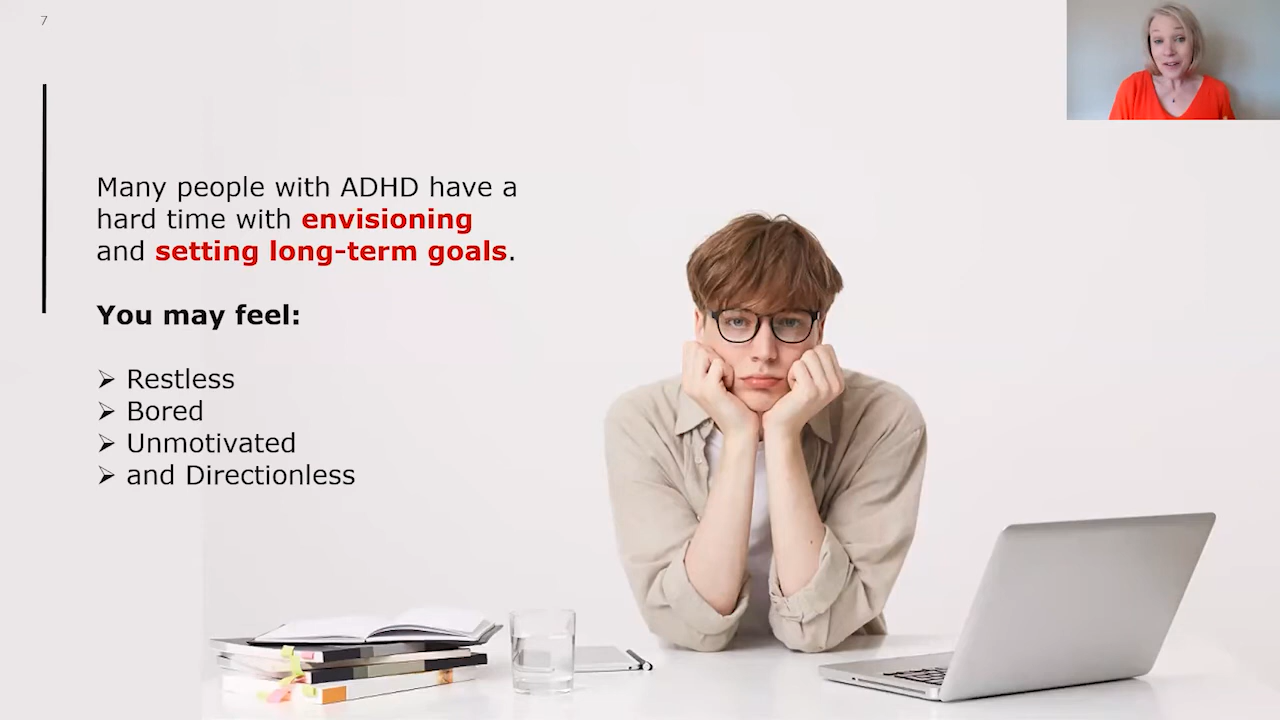 7
Many people with ADHD have a
hard time with envisioning
and setting long-term goals.
You may feel:
➢ Restless
➢ Bored
➢ Unmotivated
➢ and Directionless